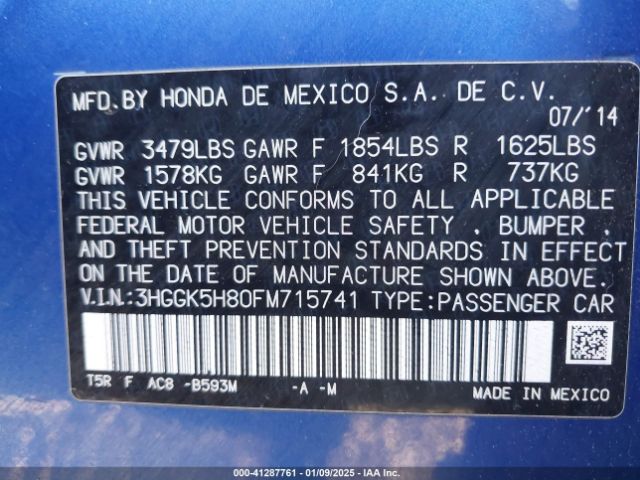 MFD. BY HONDA DE MEXICO S.A. DE C.V.
07/'14
GVWR 3479LBS GAWR F 1854LBS R 1625LBS
GVWR 1578KG GAWR F 841KG R 737KG
THIS VEHICLE CONFORMS TO ALL APPLICABLE
FEDERAL MOTOR VEHICLE SAFETY , BUMPER ,
AND THEFT PREVENTION STANDARDS IN EFFECT
ON THE DATE OF MANUFACTURE SHOWN ABOVE.
V.I.N.:3HGGK5H80FM715741 TYPE:PASSENGER CAR
T5R F AC8 -B593M -A -M MADE IN MEXICO
000-41287761 - 01/09/2025 - IAA Inc.